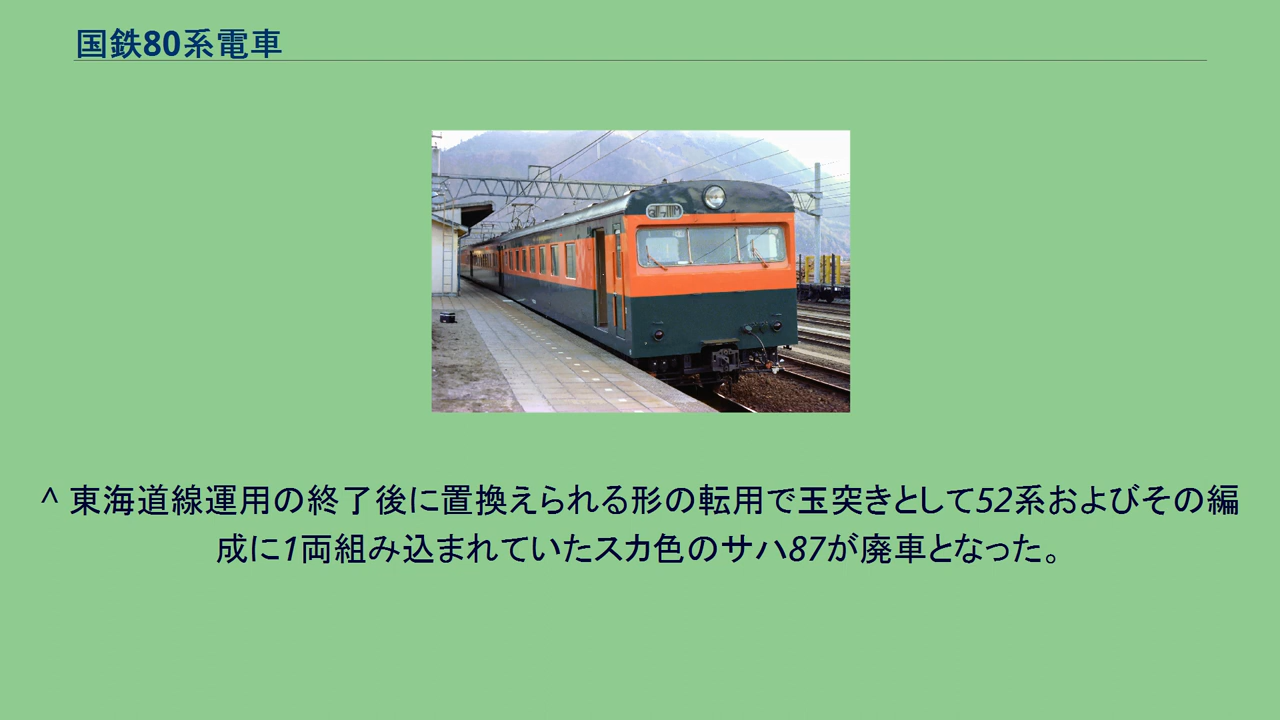 国鉄80系電車
^ 東海道線運用の終了後に置換えられる形の転用で玉突きとして52系およびその編
成に1両組み込まれていたスカ色のサハ87が廃車となった。